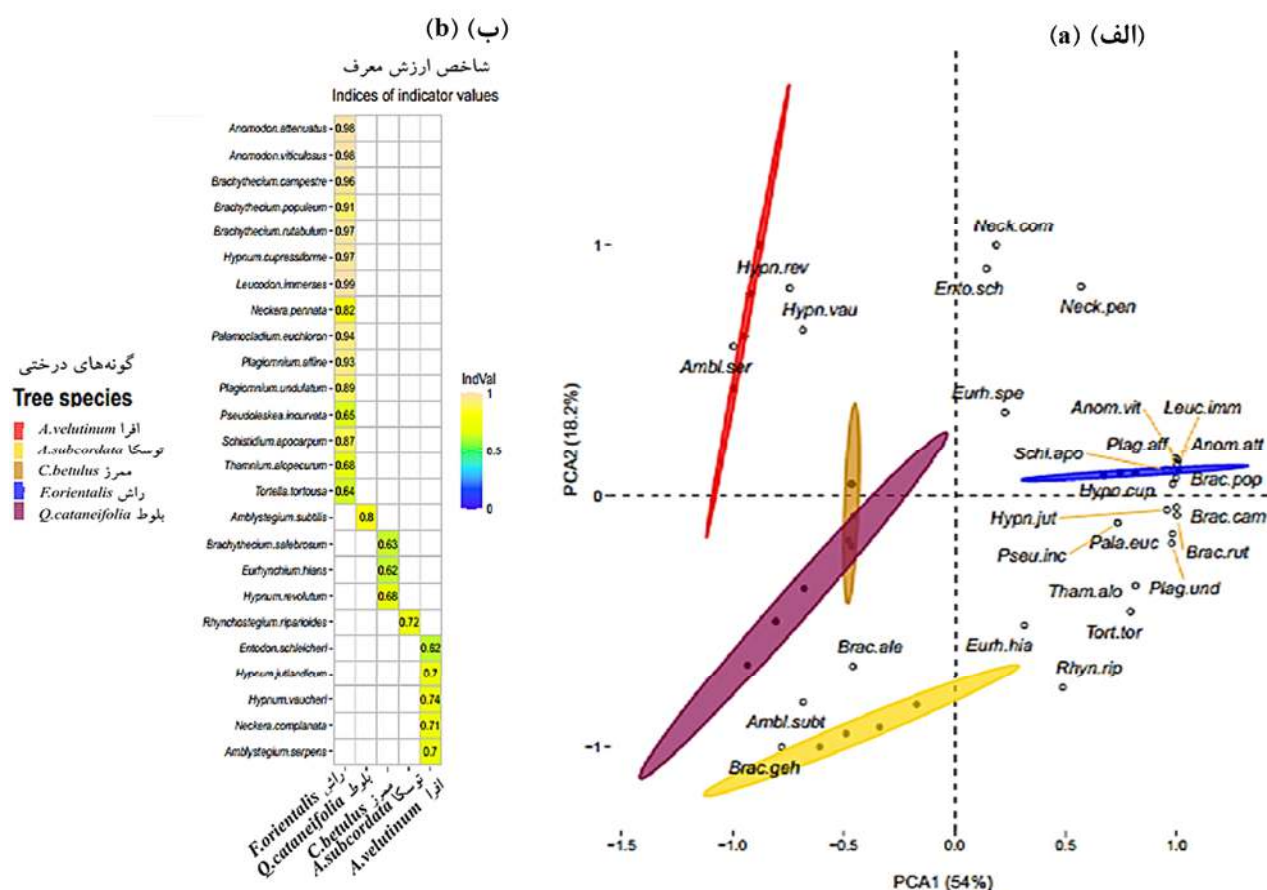 (ب) (b)
شاخص ارزش معرف
Indices of indicator values
Anomodon.attenuatus 0.98
Anomodon.viticulosus 0.98
Brachythecium.campestre 0.96
Brachythecium.populeum 0.91
Brachythecium.rutabulum 0.97
Hypnum.cupressiforme 0.97
Leucodon.immerses 0.99
Neckera.pennata 0.82
Palamocladium.euchloron 0.94
Plagiomnium.affine 0.93
Plagiomnium.undulatum 0.89
Pseudoleskea.incurvata 0.65
Schistidium.apocarpum 0.87
Thamnium.alopecurum 0.68
Tortella.tortousa 0.64
Amblystegium.subtilis 0.8
Brachythecium.salebrosum 0.63
Eurhynchium.hians 0.62
Hypnum.revolutum 0.68
Rhynchostegium.riparioides 0.72
Entodon.schleicheri 0.62
Hypnum.jutlandicum 0.7
Hypnum.vaucheri 0.74
Neckera.complanata 0.71
Amblystegium.serpens 0.7
F.orientalis راش
Q.cataneifolia بلوط
C.betulus ممرز
A.subcordata توسکا
A.velutinum افرا
IndVal
1
0.5
0
گونه‌های درختی
Tree species
A.velutinum افرا
A.subcordata توسکا
C.betulus ممرز
F.orientalis راش
Q.cataneifolia بلوط
(الف) (a)
Neck.com
Hypn.rev
Ento.sch
Hypn.vau
Neck.pen
Ambl.ser
Eurh.spe
Anom.vit
Leuc.imm
Plag.aff
Anom.att
Schi.apo
Hypn.cup
Brac.pop
Hypn.jut
Brac.cam
Pseu.inc
Pala.euc
Brac.rut
Tham.alo
Plag.und
Tort.tor
Brac.ale
Eurh.hia
Rhyn.rip
Ambl.subt
Brac.geh
PCA2 (18.2%)
1
0
−1
−1.5
−1.0
−0.5
0.0
0.5
1.0
PCA1 (54%)